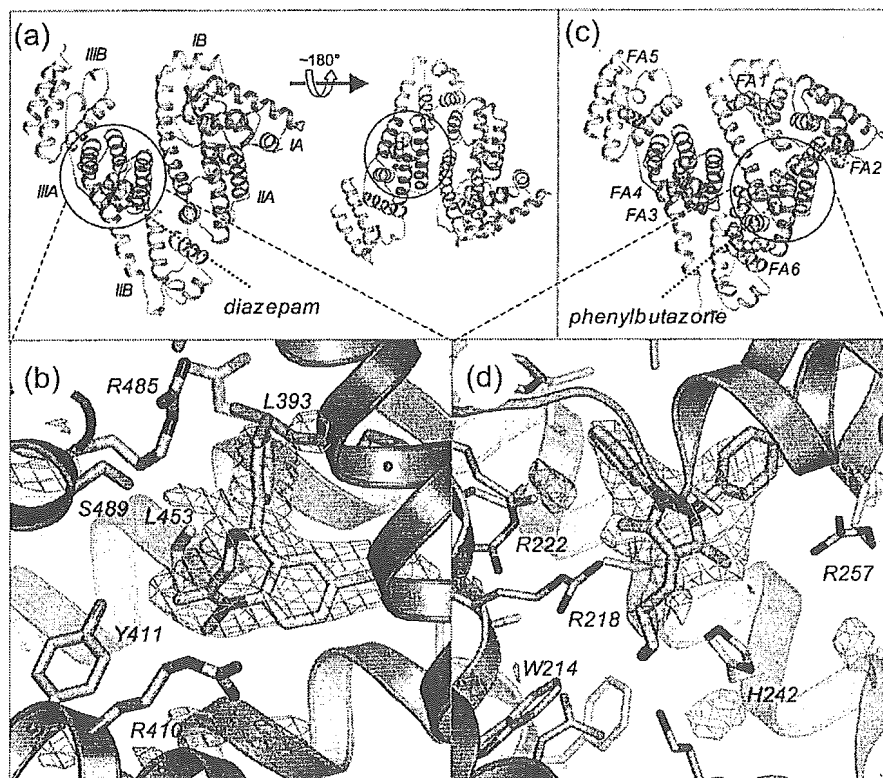 (a)
IIIB
IB
~180°
IA
IIIA
IIA
IIB
diazepam
(c)
FA5
FA1
FA2
FA4
FA3
FA6
phenylbutazone
(b)
R485
L393
S489
L453
Y411
R410
(d)
R222
R257
R218
W214
H242